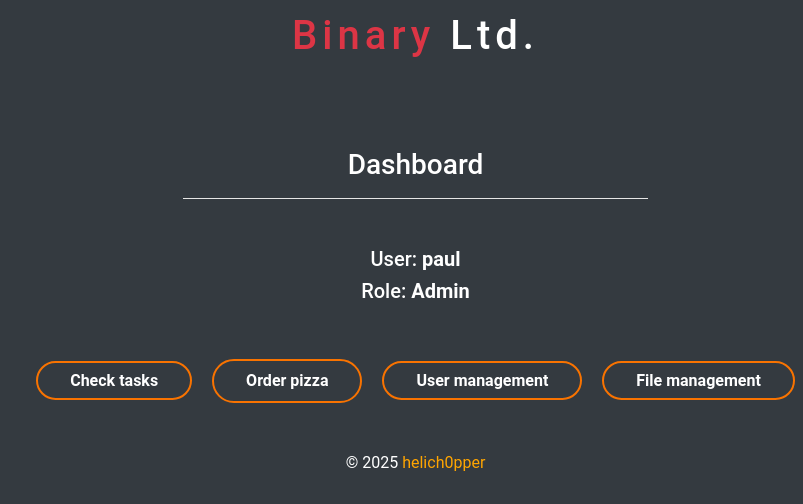 Binary Ltd.
Dashboard
User: paul
Role: Admin
Check tasks Order pizza User management File management
© 2025 helich0pper